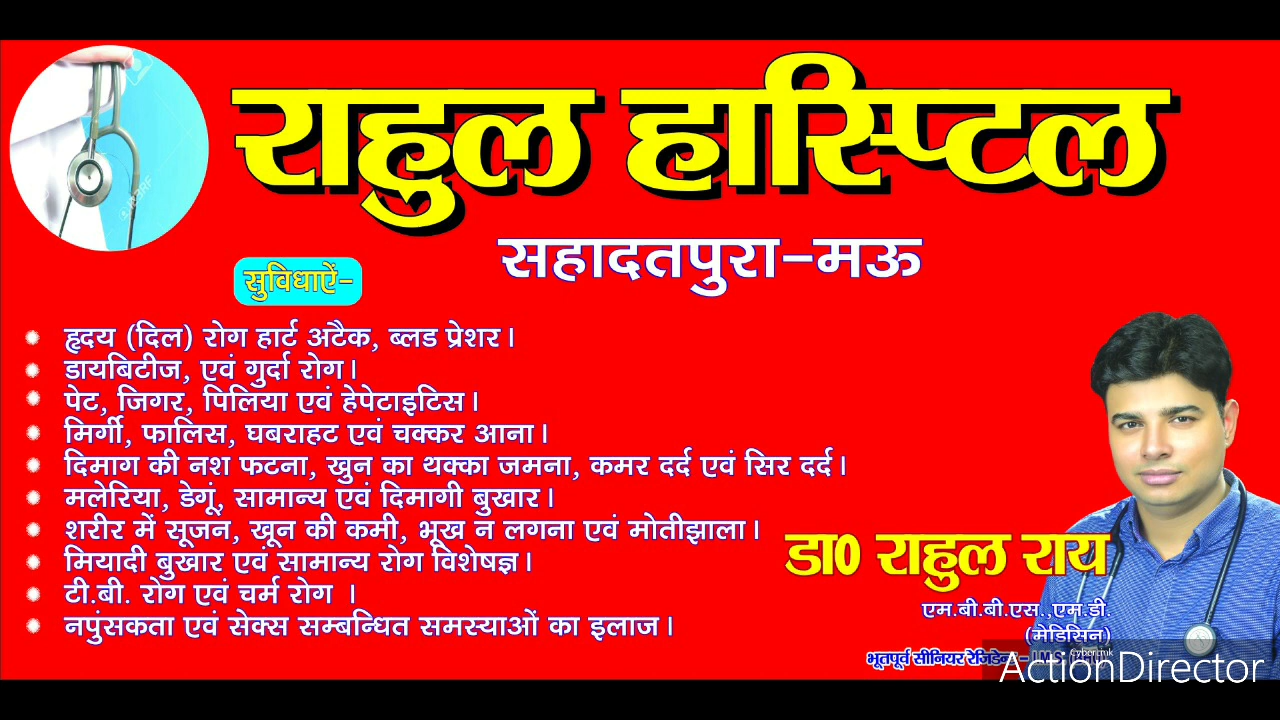 राहुल हास्पिटल
सहादतपुरा-मऊ
सुविधाऐं-
हृदय (दिल) रोग हार्ट अटैक, ब्लड प्रेशर।
डायबिटीज, एवं गुर्दा रोग।
पेट, जिगर, पिलिया एवं हेपेटाइटिस।
मिर्गी, फालिस, घबराहट एवं चक्कर आना।
दिमाग की नश फटना, खुन का थक्का जमना, कमर दर्द एवं सिर दर्द।
मलेरिया, डेगूं, सामान्य एवं दिमागी बुखार।
शरीर में सूजन, खून की कमी, भूख न लगना एवं मोतीझाला।
मियादी बुखार एवं सामान्य रोग विशेषज्ञ।
टी.बी. रोग एवं चर्म रोग ।
नपुंसकता एवं सेक्स सम्बन्धित समस्याओं का इलाज।
डा0 राहुल राय
एम.बी.बी.एस.,एम.डी.
(मेडिसिन)
भूतपूर्व सीनियर
ActionDirector